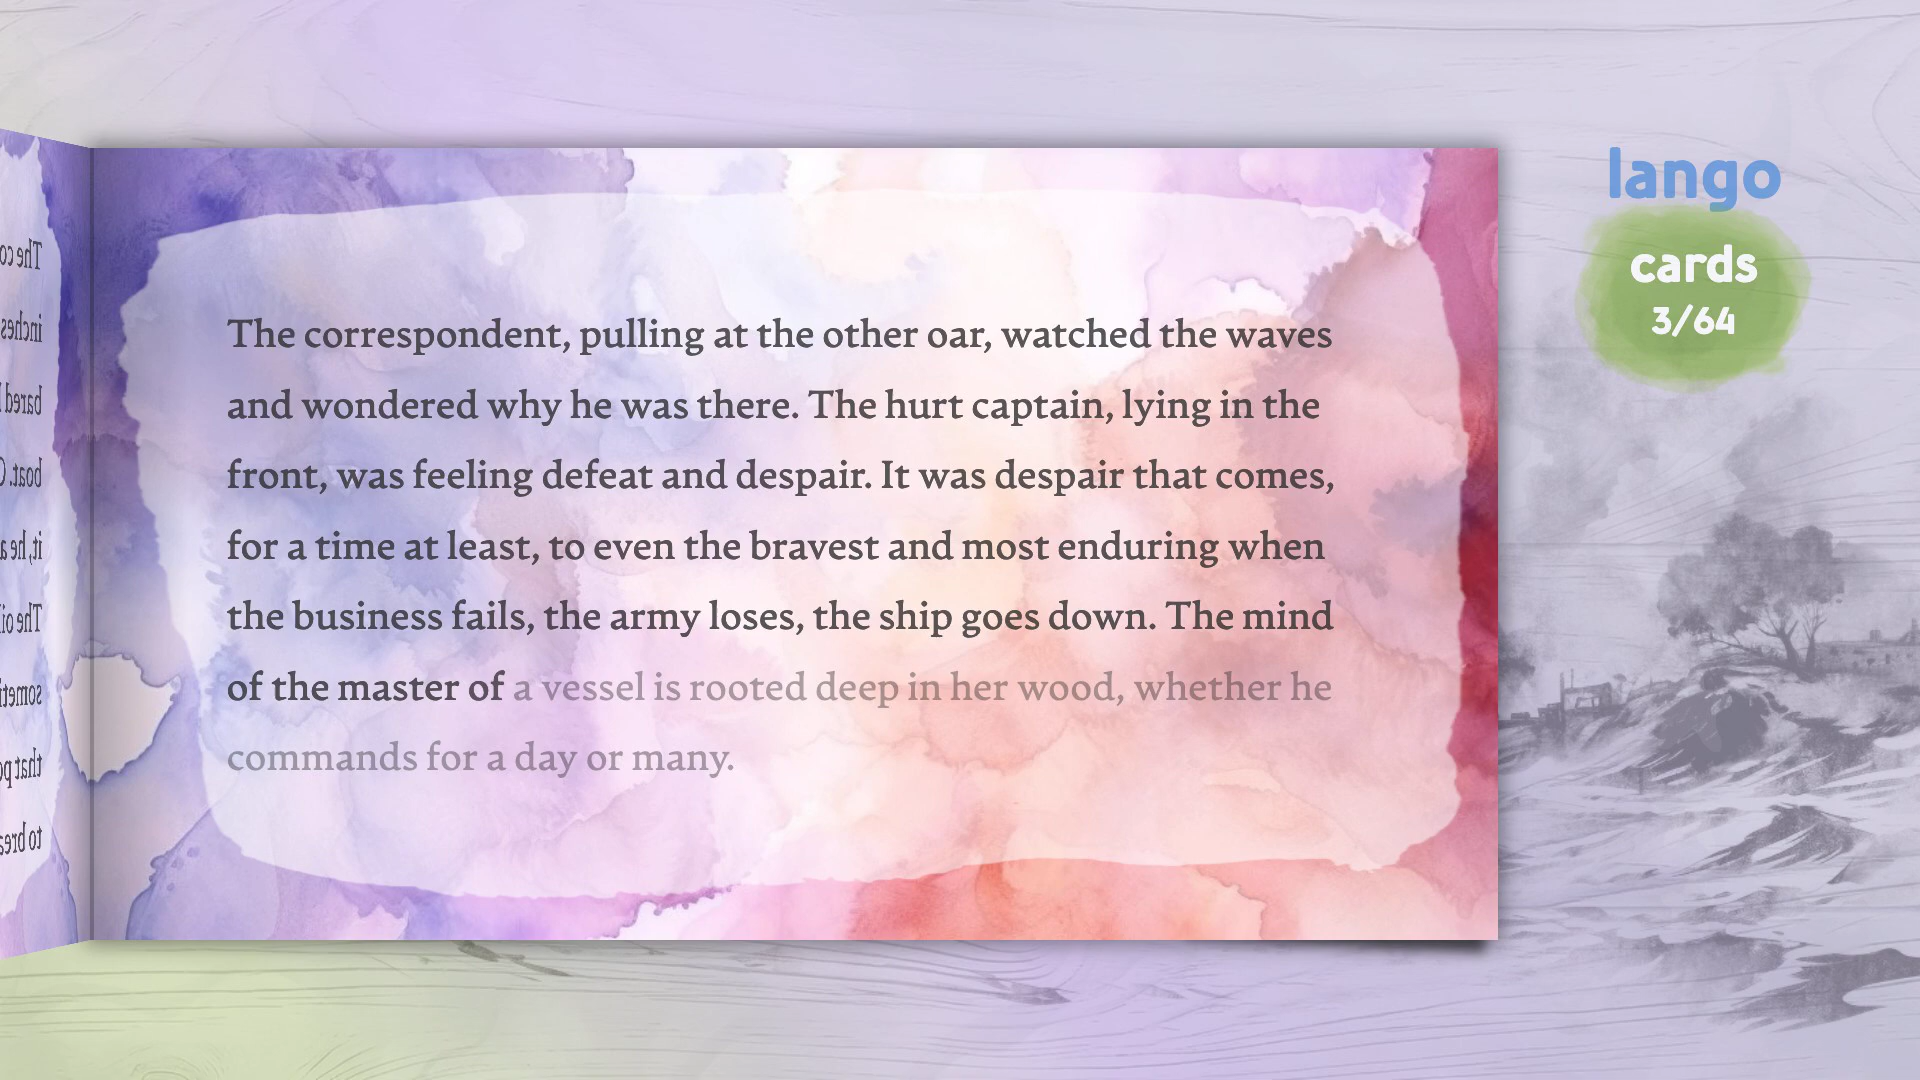 The correspondent, pulling at the other oar, watched the waves
and wondered why he was there. The hurt captain, lying in the
front, was feeling defeat and despair. It was despair that comes,
for a time at least, to even the bravest and most enduring when
the business fails, the army loses, the ship goes down. The mind
of the master of a vessel is rooted deep in her wood, whether he
commands for a day or many.
lango
cards
3/64